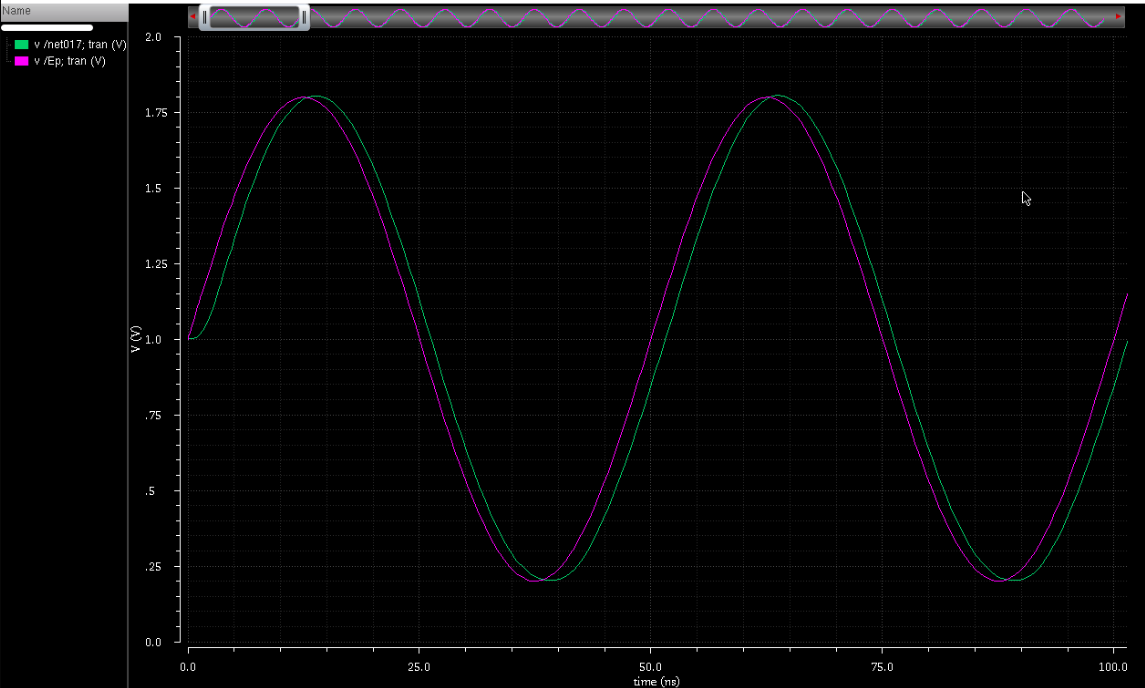 Name
v /net017; tran (V)
v /Ep; tran (V)
2.0
1.75
1.5
1.25
1.0
.75
.5
.25
0.0
V (V)
0.0 25.0 50.0 75.0 100.0
time (ns)